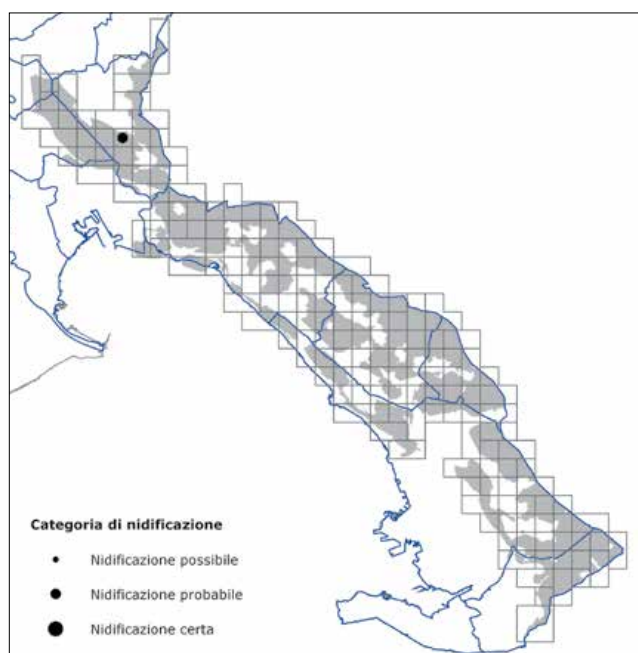 Categoria di nidificazione
Nidificazione possibile
Nidificazione probabile
Nidificazione certa